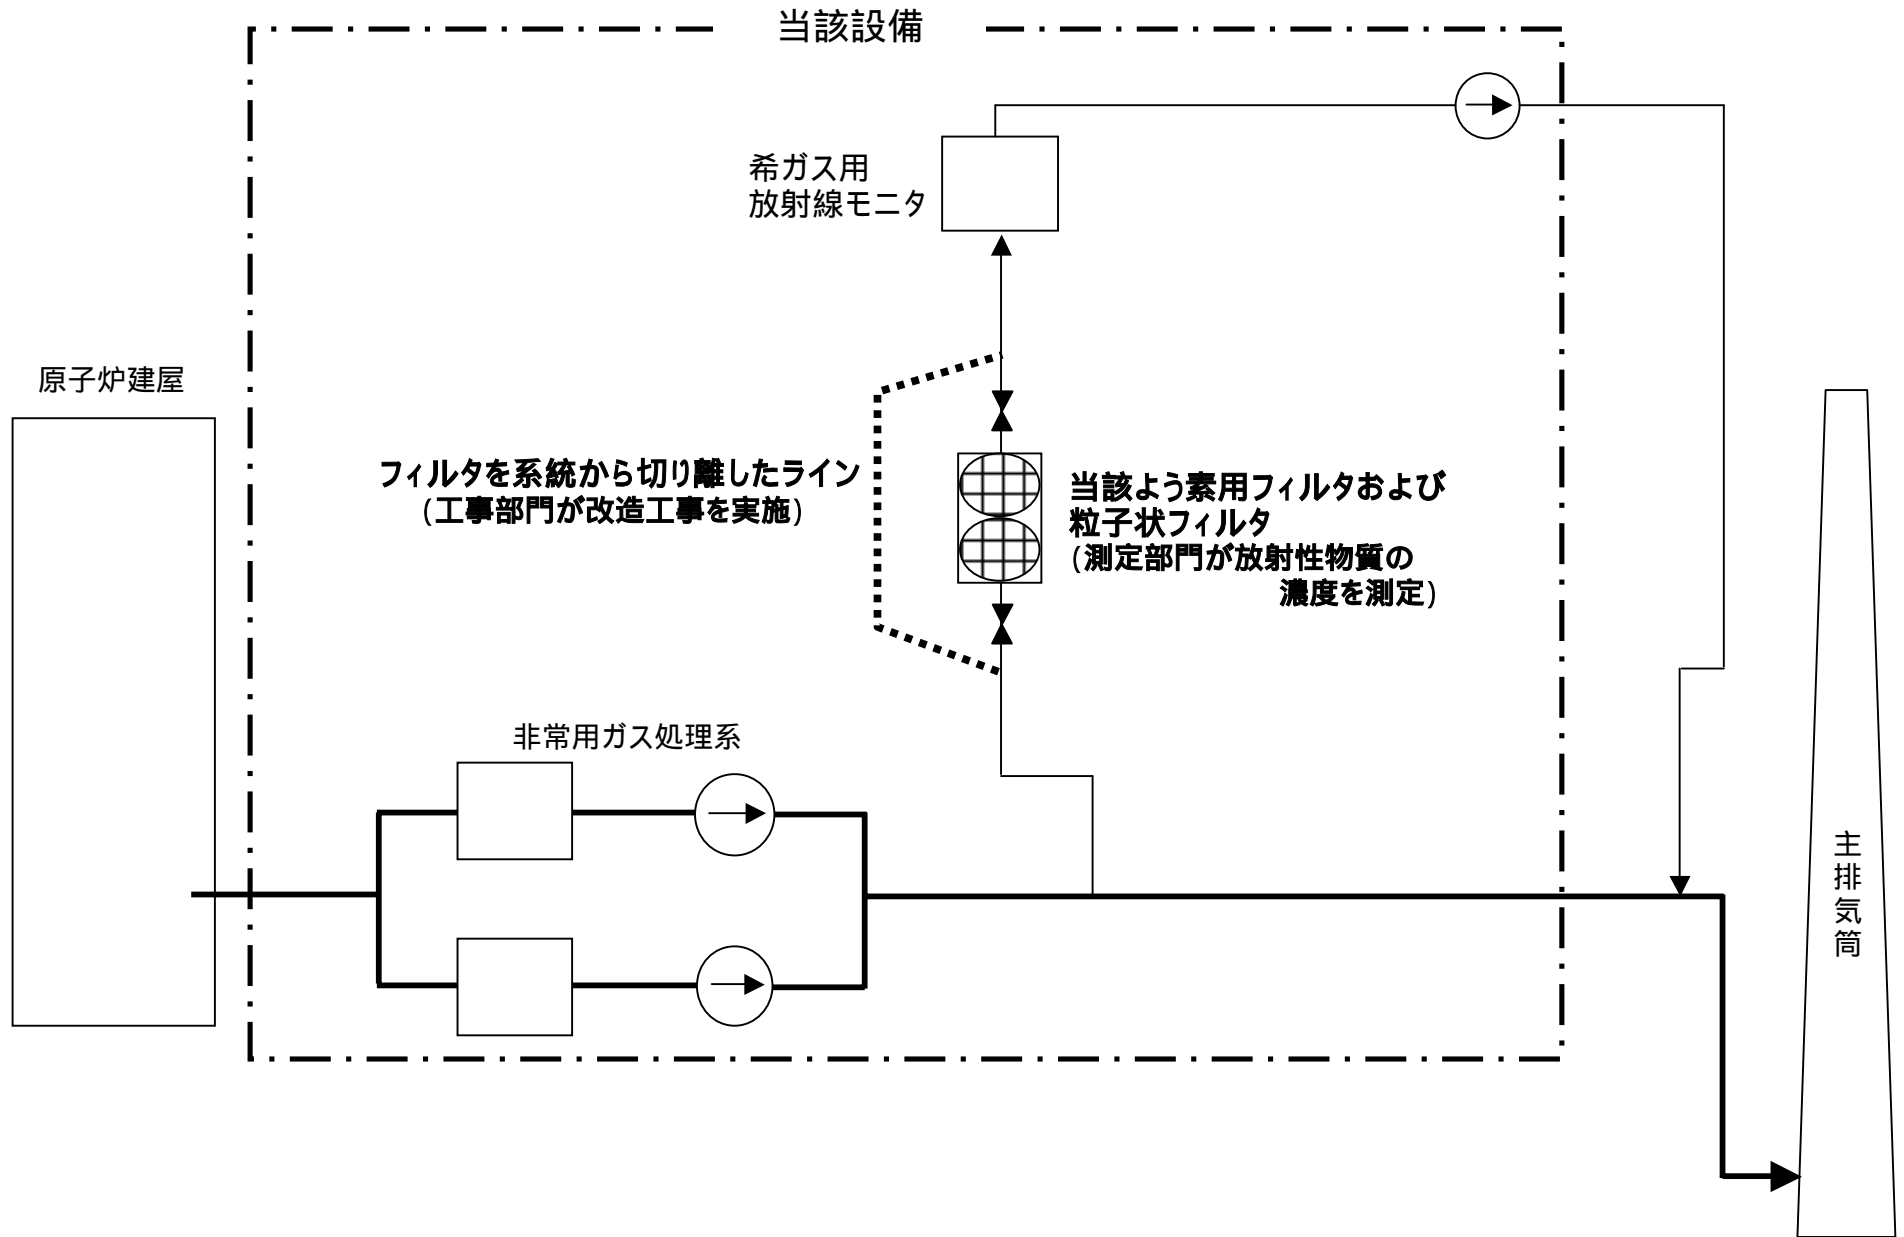 当該設備
希ガス用
放射線モニタ
原子炉建屋
フィルタを系統から切り離したライン
（工事部門が改造工事を実施）
当該よう素用フィルタおよび
粒子状フィルタ
（測定部門が放射性物質の
濃度を測定）
非常用ガス処理系
主排気筒